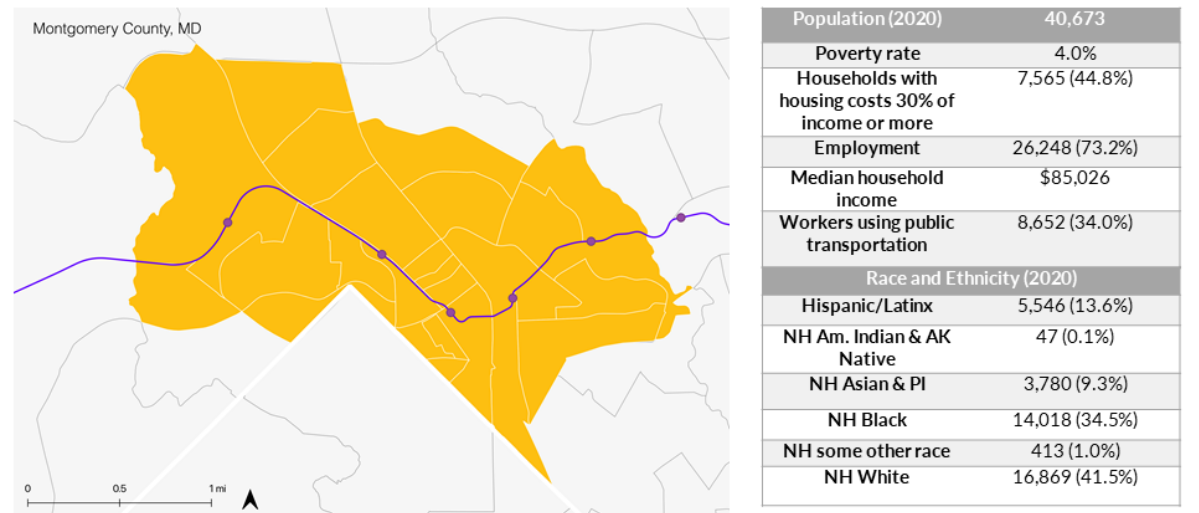 Montgomery County, MD
0 0.5 1 mi
Population (2020) 40,673
Poverty rate 4.0%
Households with 7,565 (44.8%)
housing costs 30% of
income or more
Employment 26,248 (73.2%)
Median household $85,026
income
Workers using public 8,652 (34.0%)
transportation
Race and Ethnicity (2020)
Hispanic/Latinx 5,546 (13.6%)
NH Am. Indian & AK 47 (0.1%)
Native
NH Asian & PI 3,780 (9.3%)
NH Black 14,018 (34.5%)
NH some other race 413 (1.0%)
NH White 16,869 (41.5%)